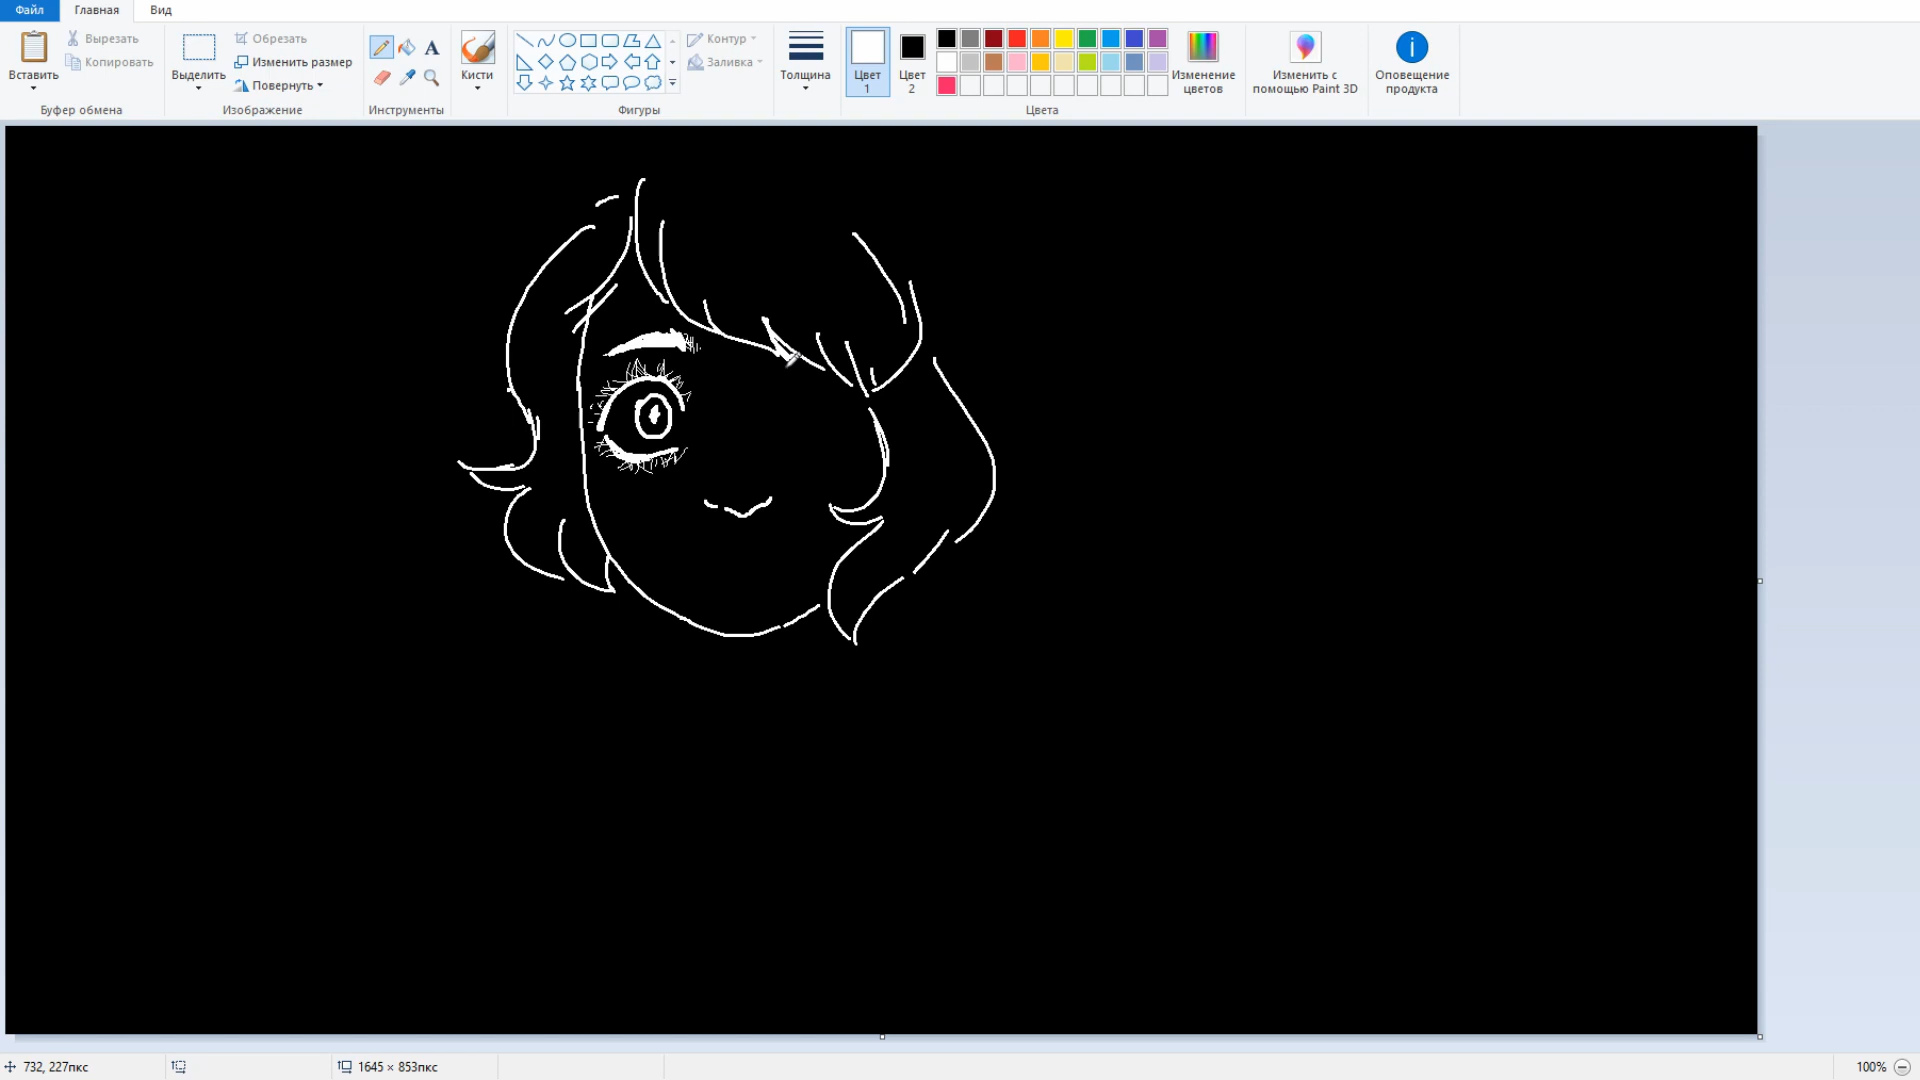 Файл Главная Вид
Вставить
Вырезать
Копировать
Буфер обмена
Выделить
Обрезать
Изменить размер
Повернуть
Изображение
A
Инструменты
Кисти
Контур
Заливка
Фигуры
Толщина
Цвет
1
Цвет
2
Изменение
цветов
Цвета
Изменить с
помощью Paint 3D
Оповещение
продукта
732, 227пкс
1645 × 853пкс
100%